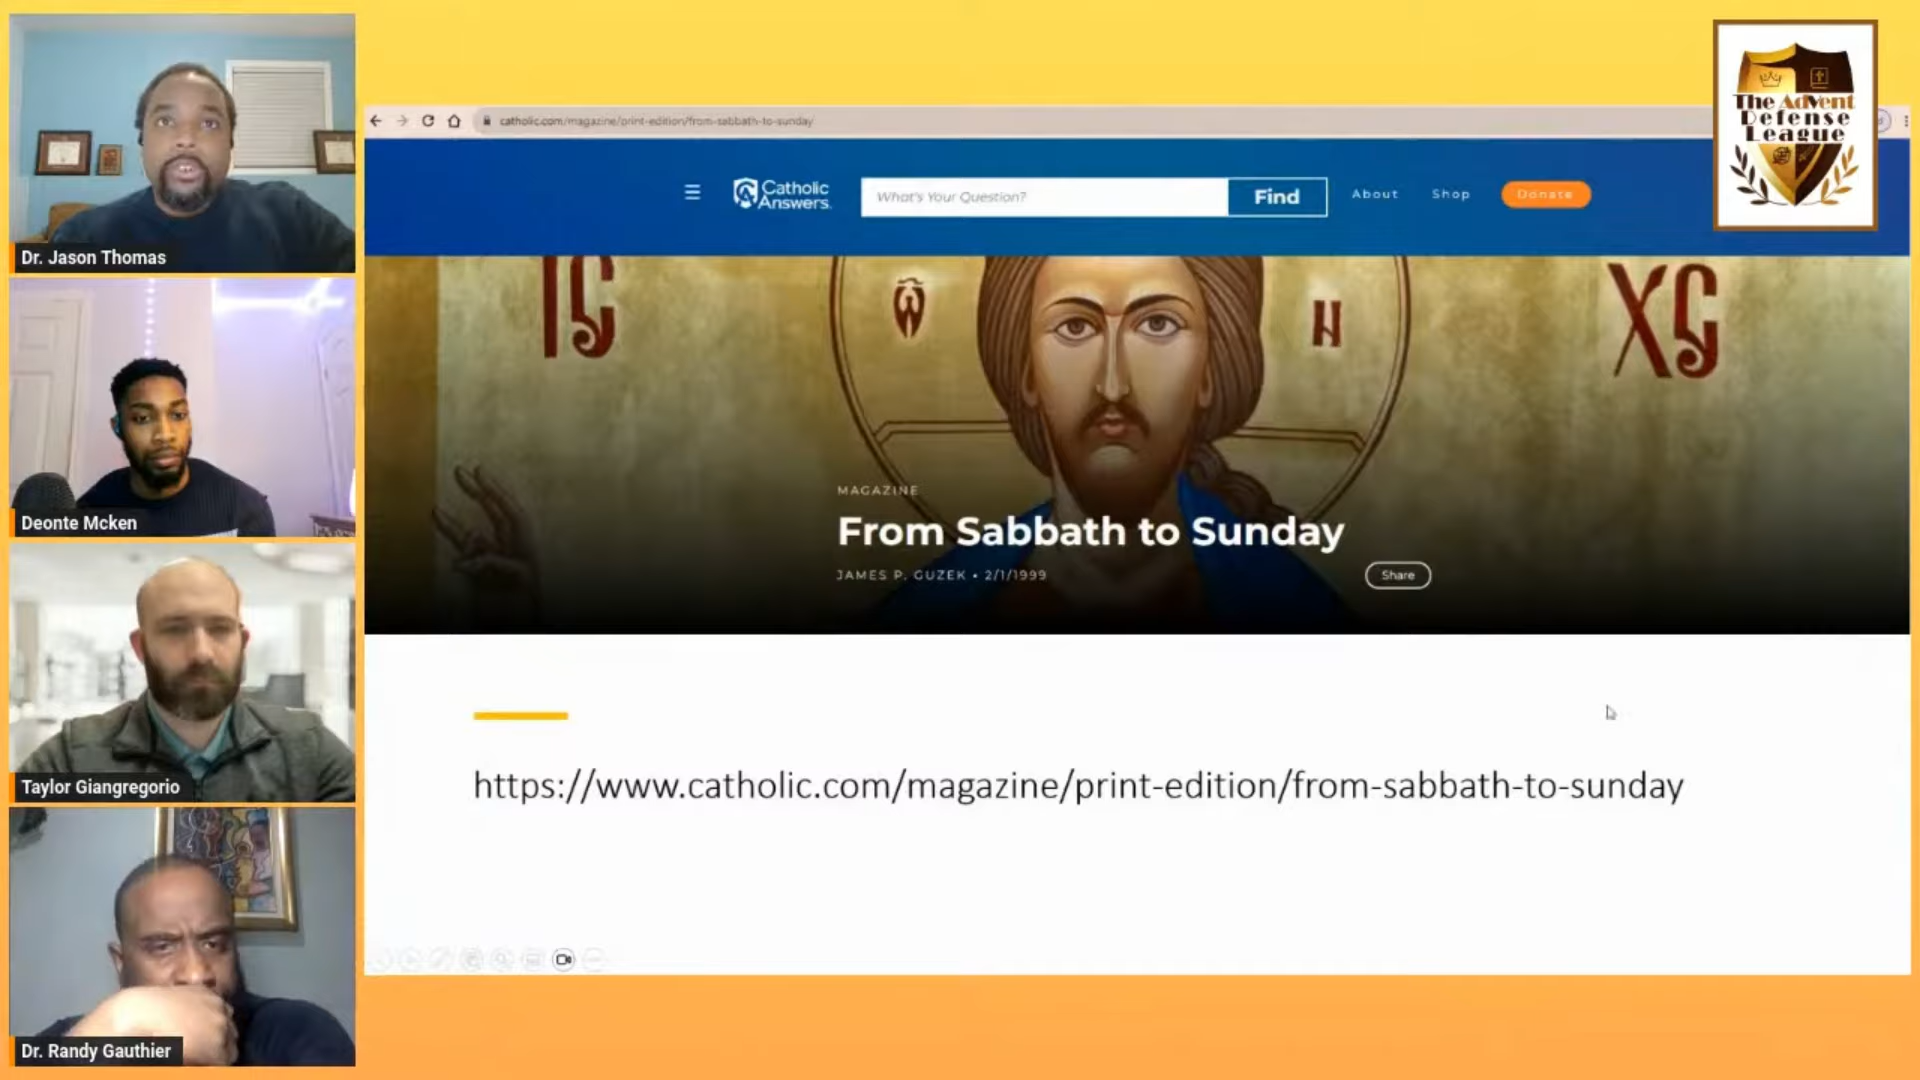 Dr. Jason Thomas
Deonte Mcken
Taylor Giangregorio
Dr. Randy Gauthier
catholic.com/magazine/print-edition/from-sabbath-to-sunday
Catholic
Answers
What's Your Question?
Find
About
Shop
Donate
The Advent
Defense
League
IC
XC
MAGAZINE
From Sabbath to Sunday
JAMES P. GUZEK • 2/1/1999
Share
https://www.catholic.com/magazine/print-edition/from-sabbath-to-sunday